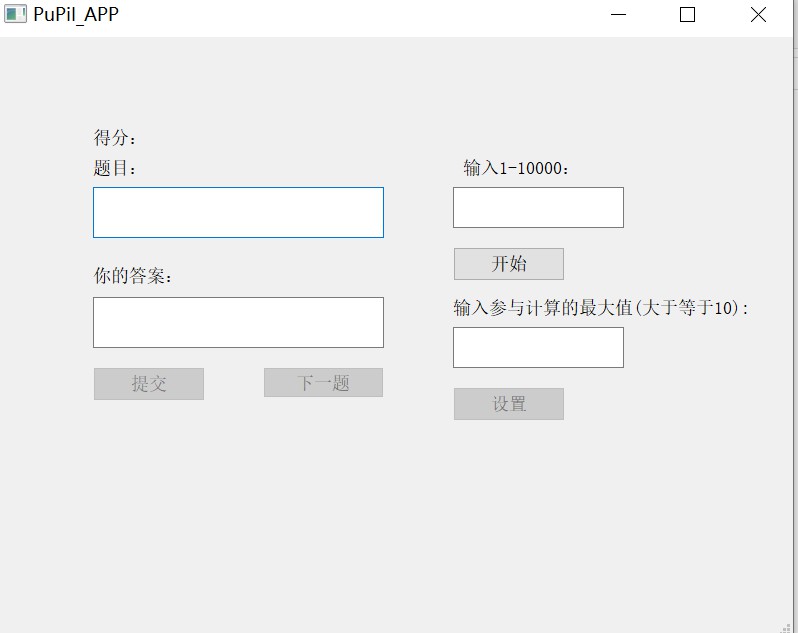 PuPil_APP
得分:
题目:
输入1-10000:
开始
你的答案:
输入参与计算的最大值(大于等于10):
提交
下一题
设置